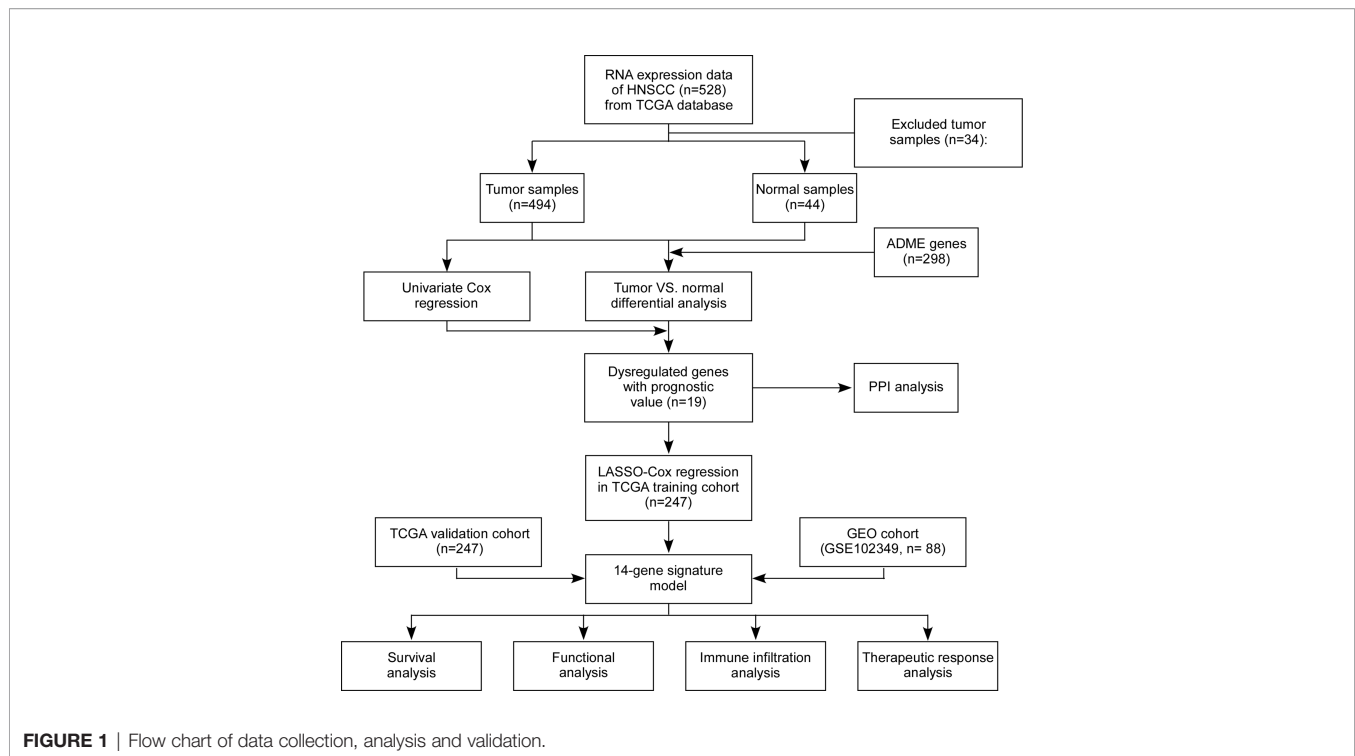 RNA expression data
of HNSCC (n=528)
from TCGA database
Excluded tumor
samples (n=34):
Tumor samples
(n=494)
Normal samples
(n=44)
ADME genes
(n=298)
Univariate Cox
regression
Tumor VS. normal
differential analysis
Dysregulated genes
with prognostic
value (n=19)
PPI analysis
LASSO-Cox regression
in TCGA training cohort
(n=247)
TCGA validation cohort
(n=247)
GEO cohort
(GSE102349, n= 88)
14-gene signature
model
Survival
analysis
Functional
analysis
Immune infiltration
analysis
Therapeutic response
analysis
FIGURE 1 | Flow chart of data collection, analysis and validation.